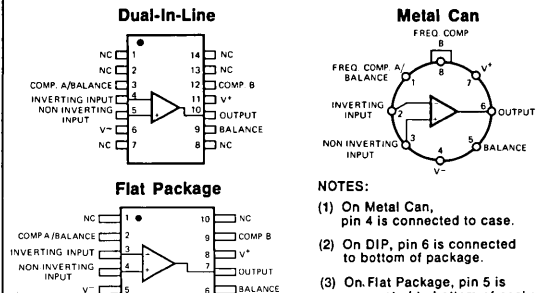 Dual-In-Line
NC 1
NC 2
COMP. A/BALANCE 3
INVERTING INPUT 4
NON INVERTING INPUT 5
V- 6
NC 7
14 NC
13 NC
12 COMP. B
11 V+
10 OUTPUT
9 BALANCE
8 NC
Metal Can
FREQ. COMP
B
8
FREQ. COMP. A/
BALANCE
1
V+
7
INVERTING
INPUT
2
6 OUTPUT
NON INVERTING
INPUT
3
5
BALANCE
4
V-
Flat Package
NC 1
COMP A/BALANCE 2
INVERTING INPUT 3
NON INVERTING
INPUT
4
V- 5
10 NC
9 COMP B
8 V+
7 OUTPUT
6 BALANCE
NOTES:
(1) On Metal Can,
pin 4 is connected to case.
(2) On DIP, pin 6 is connected
to bottom of package.
(3) On Flat Package, pin 5 is